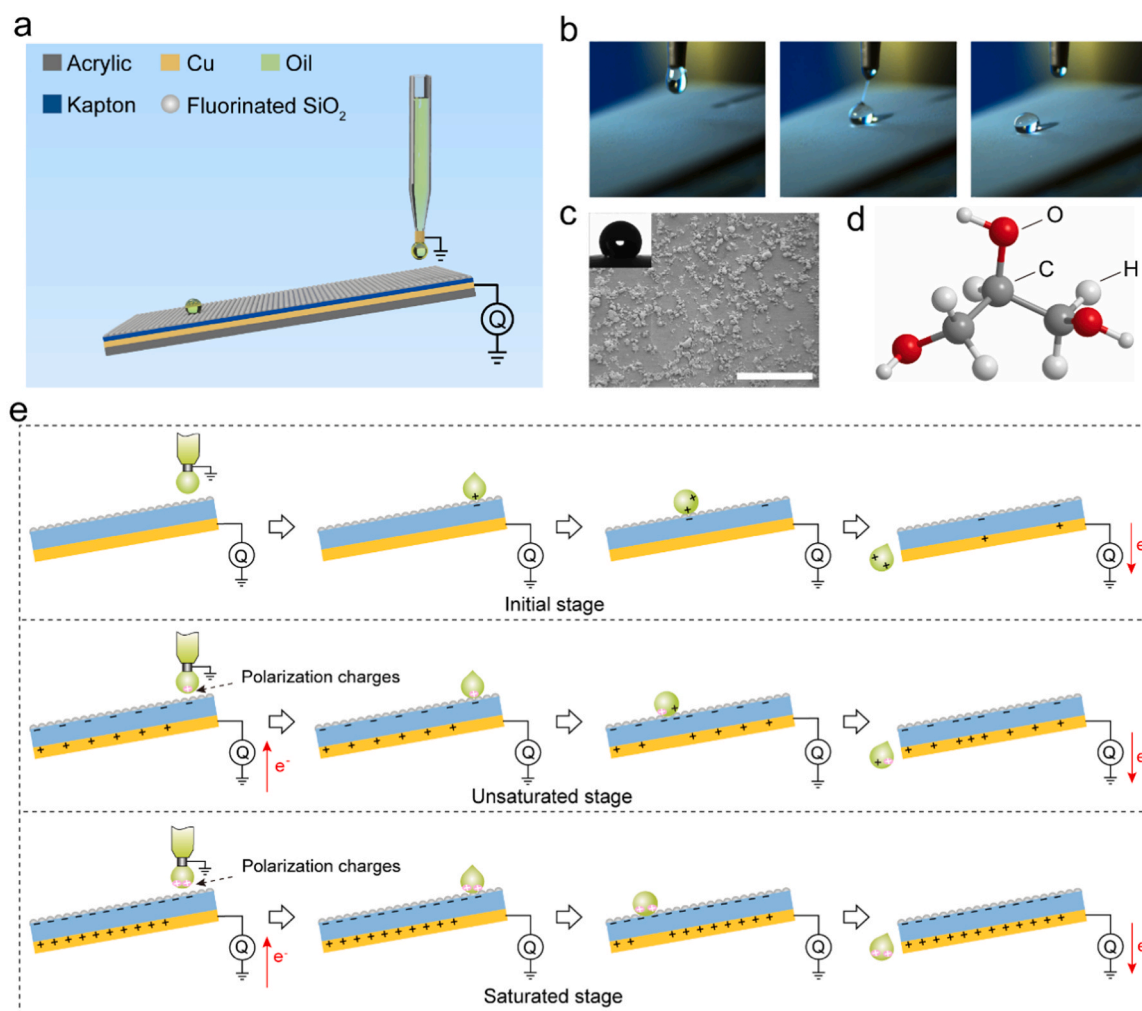 a
Acrylic
Cu
Oil
Kapton
Fluorinated SiO₂
Q
b
c
d
O
C
H
e
Q
Q
Q
Q
e
Initial stage
Polarization charges
Q
Q
Q
Q
e⁻
e
Unsaturated stage
Polarization charges
Q
Q
Q
Q
e⁻
e
Saturated stage